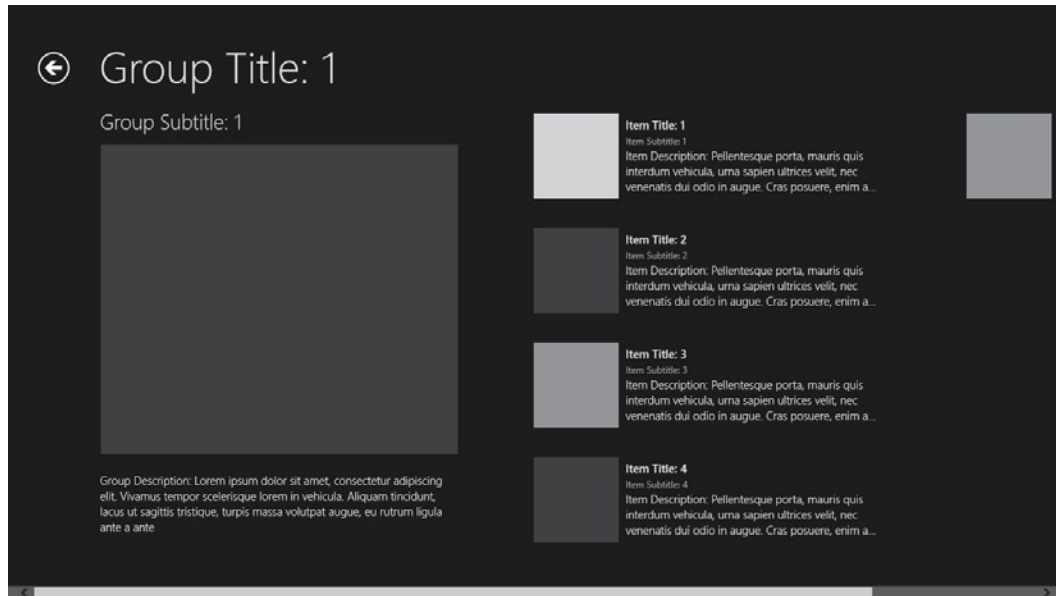 Group Title: 1
Group Subtitle: 1
Group Description: Lorem ipsum dolor sit amet, consectetur adipiscing
elit. Vivamus tempor scelerisque lorem in vehicula. Aliquam tincidunt,
lacus ut sagittis tristique, turpis massa volutpat augue, eu rutrum ligula
ante a ante
Item Title: 1
Item Subtitle: 1
Item Description: Pellentesque porta, mauris quis
interdum vehicula, urna sapien ultrices velit, nec
venenatis dui odio in augue. Cras posuere, enim a...
Item Title: 2
Item Subtitle: 2
Item Description: Pellentesque porta, mauris quis
interdum vehicula, urna sapien ultrices velit, nec
venenatis dui odio in augue. Cras posuere, enim a...
Item Title: 3
Item Subtitle: 3
Item Description: Pellentesque porta, mauris quis
interdum vehicula, urna sapien ultrices velit, nec
venenatis dui odio in augue. Cras posuere, enim a...
Item Title: 4
Item Subtitle: 4
Item Description: Pellentesque porta, mauris quis
interdum vehicula, urna sapien ultrices velit, nec
venenatis dui odio in augue. Cras posuere, enim a...